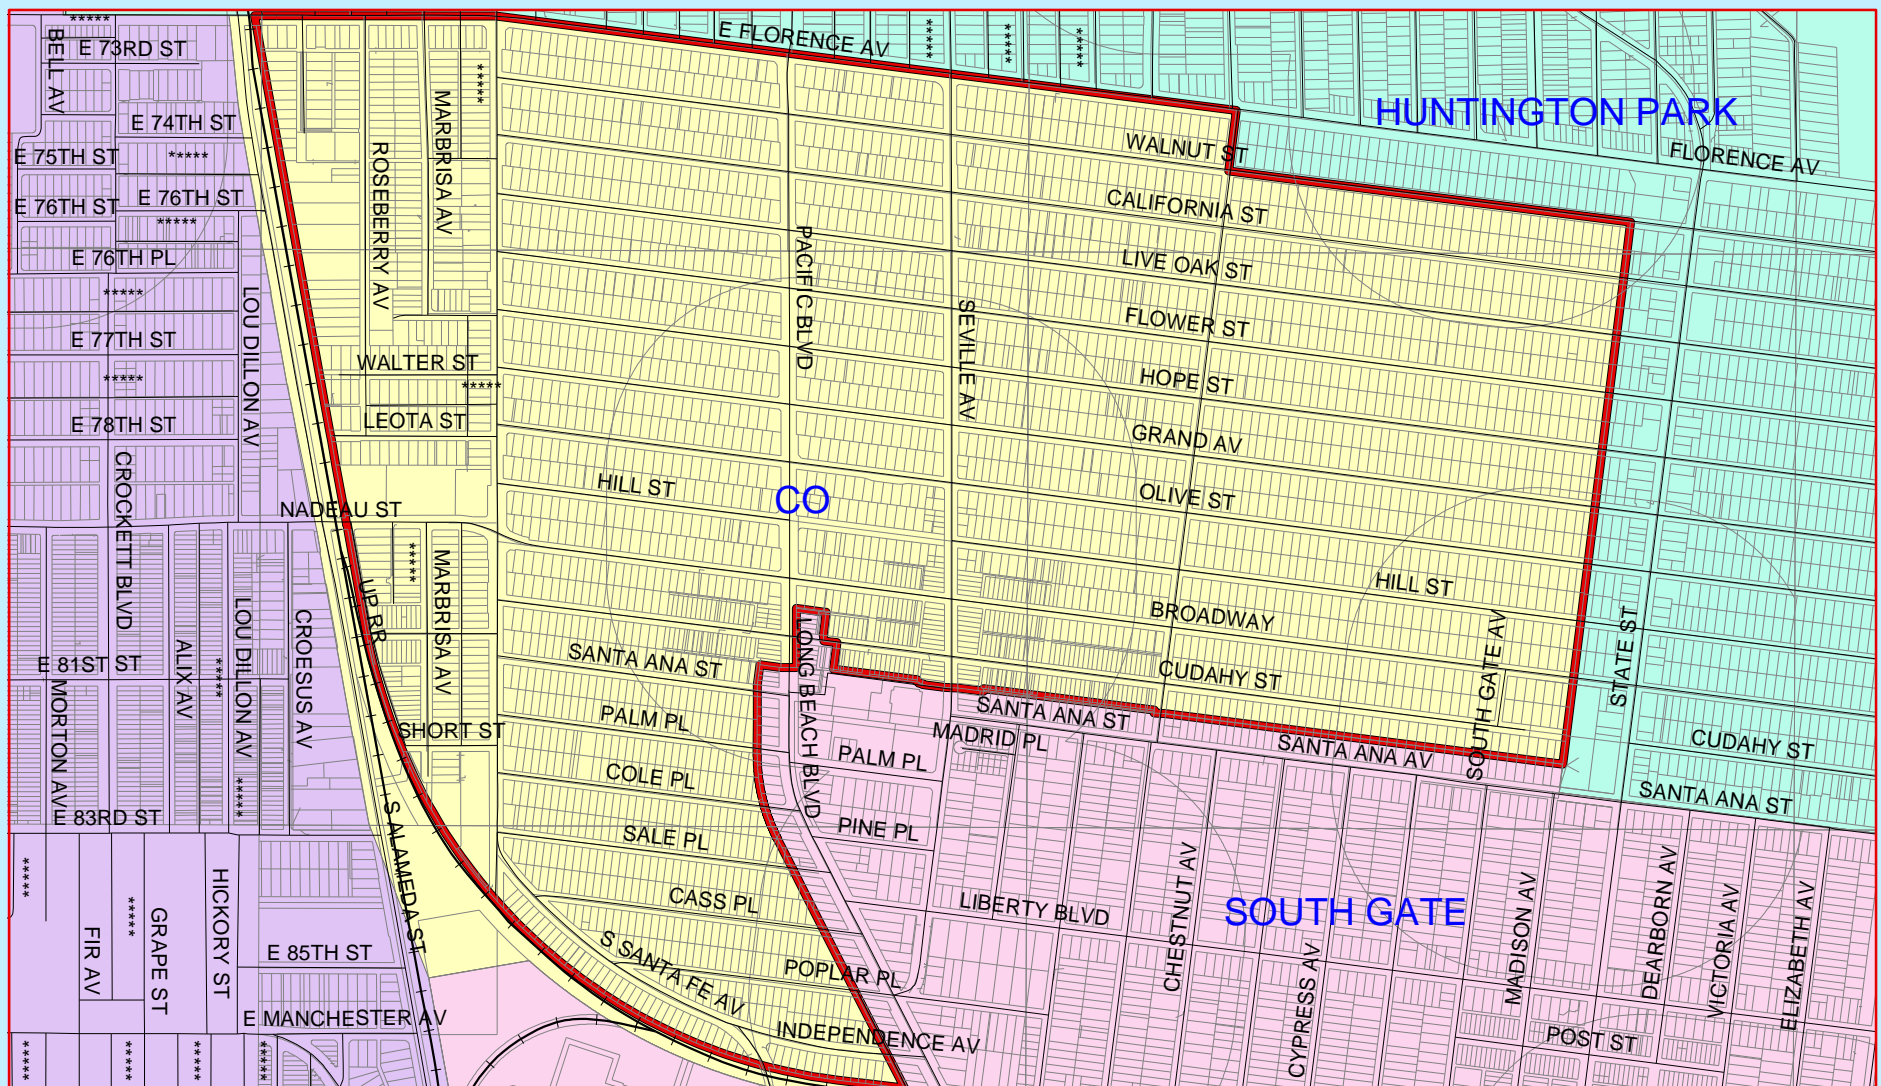 *****
E 73RD ST
BELL AV
E FLORENCE AV
*****
*****
*****
*****
HUNTINGTON PARK
MARBRISA AV
E 74TH ST
E 75TH ST
*****
ROSEBERRY AV
WALNUT ST
FLORENCE AV
E 76TH ST
E 76TH ST
CALIFORNIA ST
*****
PACIFIC BLVD
E 76TH PL
LIVE OAK ST
*****
LOU DILLON AV
SEVILLE AV
FLOWER ST
E 77TH ST
WALTER ST
*****
*****
HOPE ST
E 78TH ST
LEOTA ST
GRAND AV
CROCKETT BLVD
HILL ST
CO
OLIVE ST
NADEAU ST
*****
MARBRISA AV
UP RR
HILL ST
LOU DILLON AV
CROESUS AV
BROADWAY
SOUTH GATE AV
STATE ST
ALIX AV
*****
E 81ST ST
SANTA ANA ST
LONG BEACH BLVD
CUDAHY ST
MORTON AV
SANTA ANA ST
PALM PL
SHORT ST
MADRID PL
SANTA ANA AV
CUDAHY ST
PALM PL
COLE PL
*****
SANTA ANA ST
E 83RD ST
S ALAMEDA ST
SALE PL
PINE PL
*****
HICKORY ST
CASS PL
LIBERTY BLVD
CHESTNUT AV
SOUTH GATE
MADISON AV
DEARBORN AV
VICTORIA AV
ELIZABETH AV
*****
FIR AV
GRAPE ST
E 85TH ST
S SANTA FE AV
POPLAR PL
CYPRESS AV
E MANCHESTER AV
INDEPENDENCE AV
POST ST
*****
*****
*****
*****